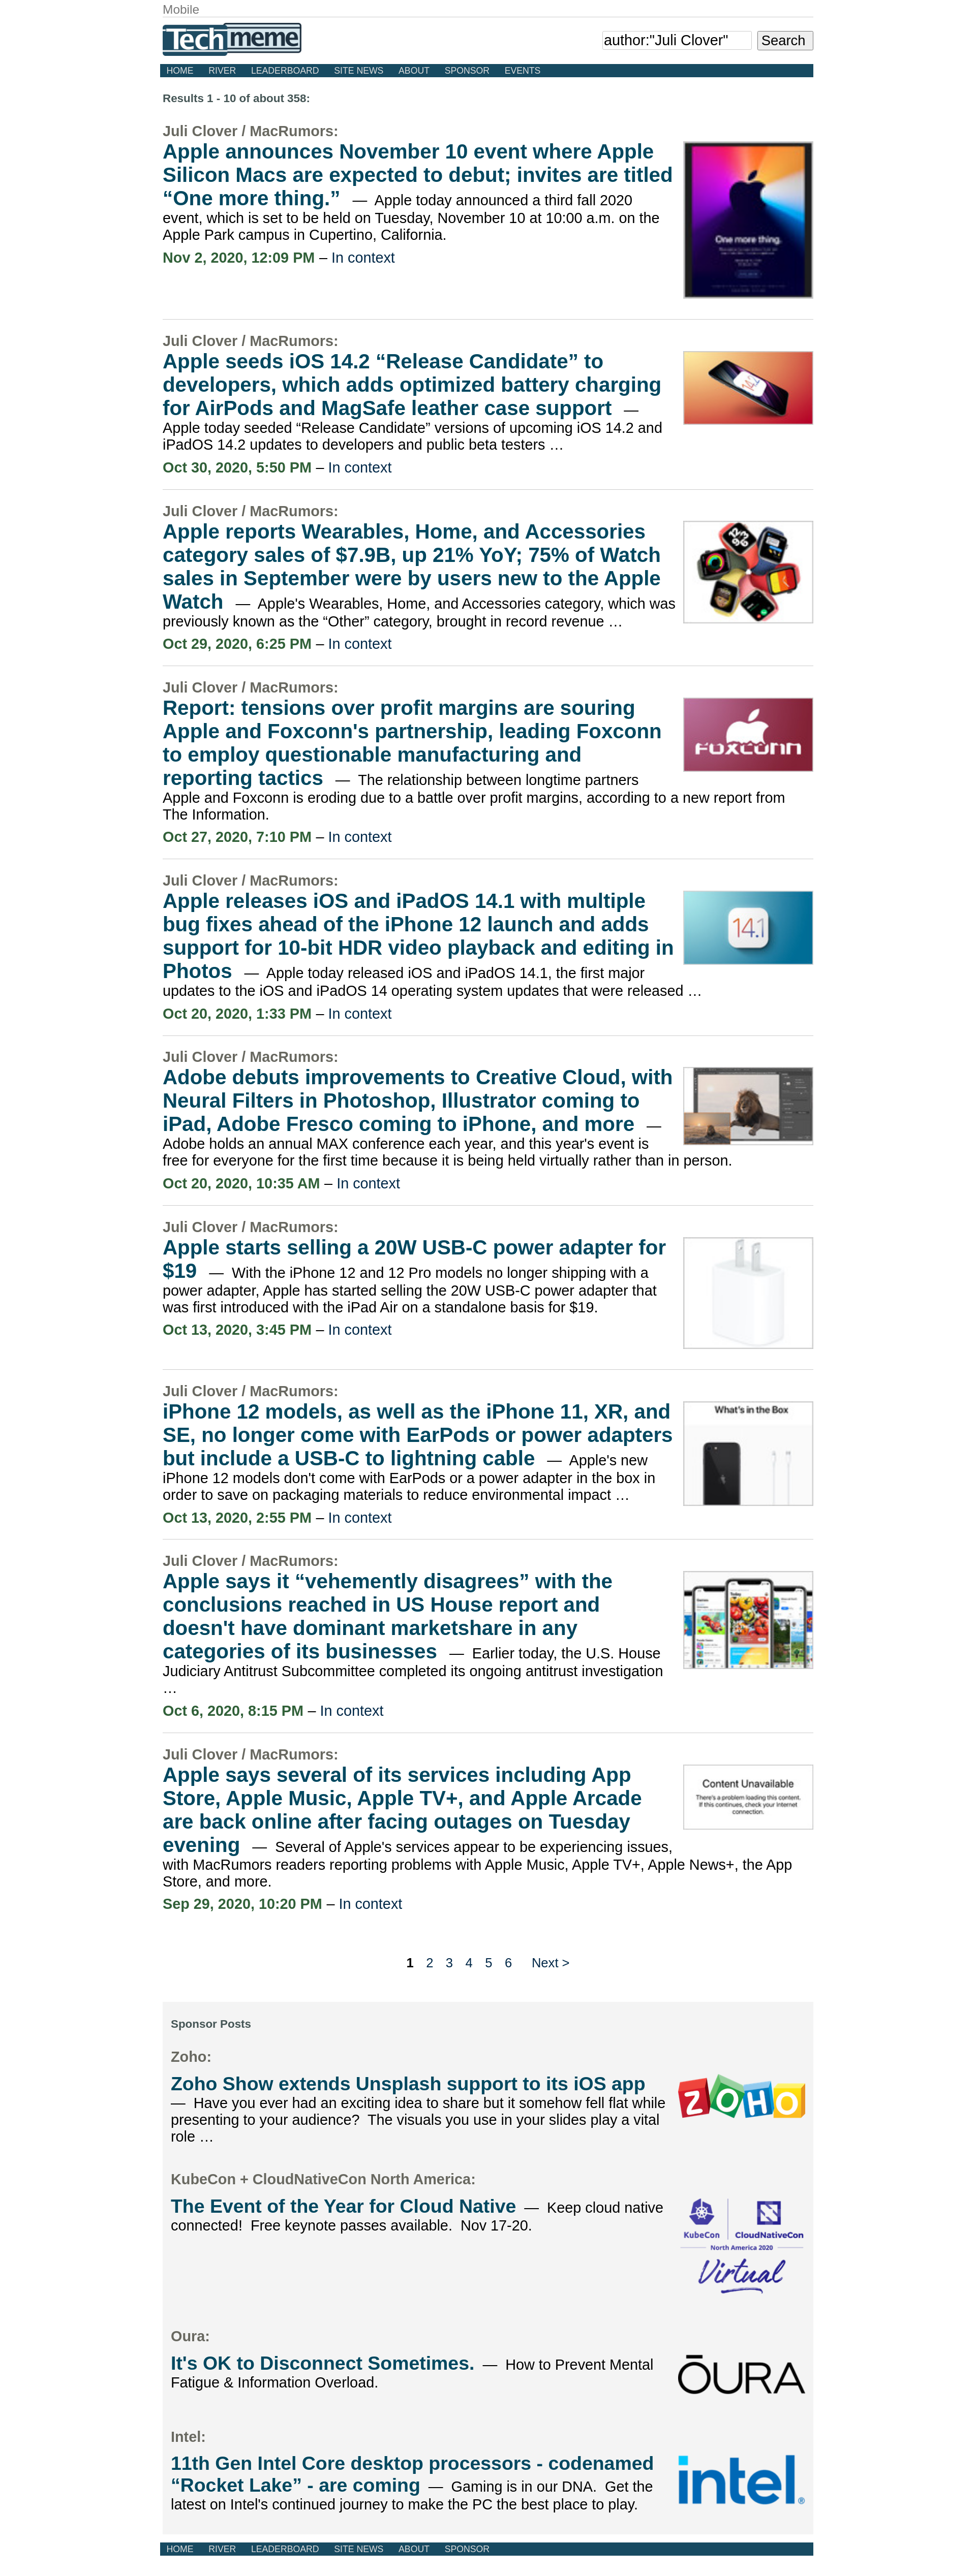 Mobile
Techmeme
author:"Juli Clover"
Search
HOME RIVER LEADERBOARD SITE NEWS ABOUT SPONSOR EVENTS
Results 1 - 10 of about 358:
Juli Clover / MacRumors:
Apple announces November 10 event where Apple
Silicon Macs are expected to debut; invites are titled
“One more thing.” — Apple today announced a third fall 2020
event, which is set to be held on Tuesday, November 10 at 10:00 a.m. on the
Apple Park campus in Cupertino, California.
Nov 2, 2020, 12:09 PM – In context
One more thing.
Juli Clover / MacRumors:
Apple seeds iOS 14.2 “Release Candidate” to
developers, which adds optimized battery charging
for AirPods and MagSafe leather case support —
Apple today seeded “Release Candidate” versions of upcoming iOS 14.2 and
iPadOS 14.2 updates to developers and public beta testers …
Oct 30, 2020, 5:50 PM – In context
Juli Clover / MacRumors:
Apple reports Wearables, Home, and Accessories
category sales of $7.9B, up 21% YoY; 75% of Watch
sales in September were by users new to the Apple
Watch — Apple's Wearables, Home, and Accessories category, which was
previously known as the “Other” category, brought in record revenue …
Oct 29, 2020, 6:25 PM – In context
Juli Clover / MacRumors:
Report: tensions over profit margins are souring
Apple and Foxconn's partnership, leading Foxconn
to employ questionable manufacturing and
reporting tactics — The relationship between longtime partners
Apple and Foxconn is eroding due to a battle over profit margins, according to a new report from
The Information.
Oct 27, 2020, 7:10 PM – In context
FOXCONN
Juli Clover / MacRumors:
Apple releases iOS and iPadOS 14.1 with multiple
bug fixes ahead of the iPhone 12 launch and adds
support for 10-bit HDR video playback and editing in
Photos — Apple today released iOS and iPadOS 14.1, the first major
updates to the iOS and iPadOS 14 operating system updates that were released …
Oct 20, 2020, 1:33 PM – In context
14.1
Juli Clover / MacRumors:
Adobe debuts improvements to Creative Cloud, with
Neural Filters in Photoshop, Illustrator coming to
iPad, Adobe Fresco coming to iPhone, and more —
Adobe holds an annual MAX conference each year, and this year's event is
free for everyone for the first time because it is being held virtually rather than in person.
Oct 20, 2020, 10:35 AM – In context
Juli Clover / MacRumors:
Apple starts selling a 20W USB-C power adapter for
$19 — With the iPhone 12 and 12 Pro models no longer shipping with a
power adapter, Apple has started selling the 20W USB-C power adapter that
was first introduced with the iPad Air on a standalone basis for $19.
Oct 13, 2020, 3:45 PM – In context
Juli Clover / MacRumors:
iPhone 12 models, as well as the iPhone 11, XR, and
SE, no longer come with EarPods or power adapters
but include a USB-C to lightning cable — Apple's new
iPhone 12 models don't come with EarPods or a power adapter in the box in
order to save on packaging materials to reduce environmental impact …
Oct 13, 2020, 2:55 PM – In context
What's in the Box
Juli Clover / MacRumors:
Apple says it “vehemently disagrees” with the
conclusions reached in US House report and
doesn't have dominant marketshare in any
categories of its businesses — Earlier today, the U.S. House
Judiciary Antitrust Subcommittee completed its ongoing antitrust investigation
…
Oct 6, 2020, 8:15 PM – In context
Juli Clover / MacRumors:
Apple says several of its services including App
Store, Apple Music, Apple TV+, and Apple Arcade
are back online after facing outages on Tuesday
evening — Several of Apple's services appear to be experiencing issues,
with MacRumors readers reporting problems with Apple Music, Apple TV+, Apple News+, the App
Store, and more.
Sep 29, 2020, 10:20 PM – In context
Content Unavailable
There's a problem loading this content.
If this continues, check your Internet
connection.
1 2 3 4 5 6 Next >
Sponsor Posts
Zoho:
Zoho Show extends Unsplash support to its iOS app
— Have you ever had an exciting idea to share but it somehow fell flat while
presenting to your audience? The visuals you use in your slides play a vital
role …
ZOHO
KubeCon + CloudNativeCon North America:
The Event of the Year for Cloud Native — Keep cloud native
connected! Free keynote passes available. Nov 17-20.
KubeCon CloudNativeCon
North America 2020
Virtual
Oura:
It's OK to Disconnect Sometimes. — How to Prevent Mental
Fatigue & Information Overload.
ŌURA
Intel:
11th Gen Intel Core desktop processors - codenamed
“Rocket Lake” - are coming — Gaming is in our DNA. Get the
latest on Intel's continued journey to make the PC the best place to play.
intel®
HOME RIVER LEADERBOARD SITE NEWS ABOUT SPONSOR